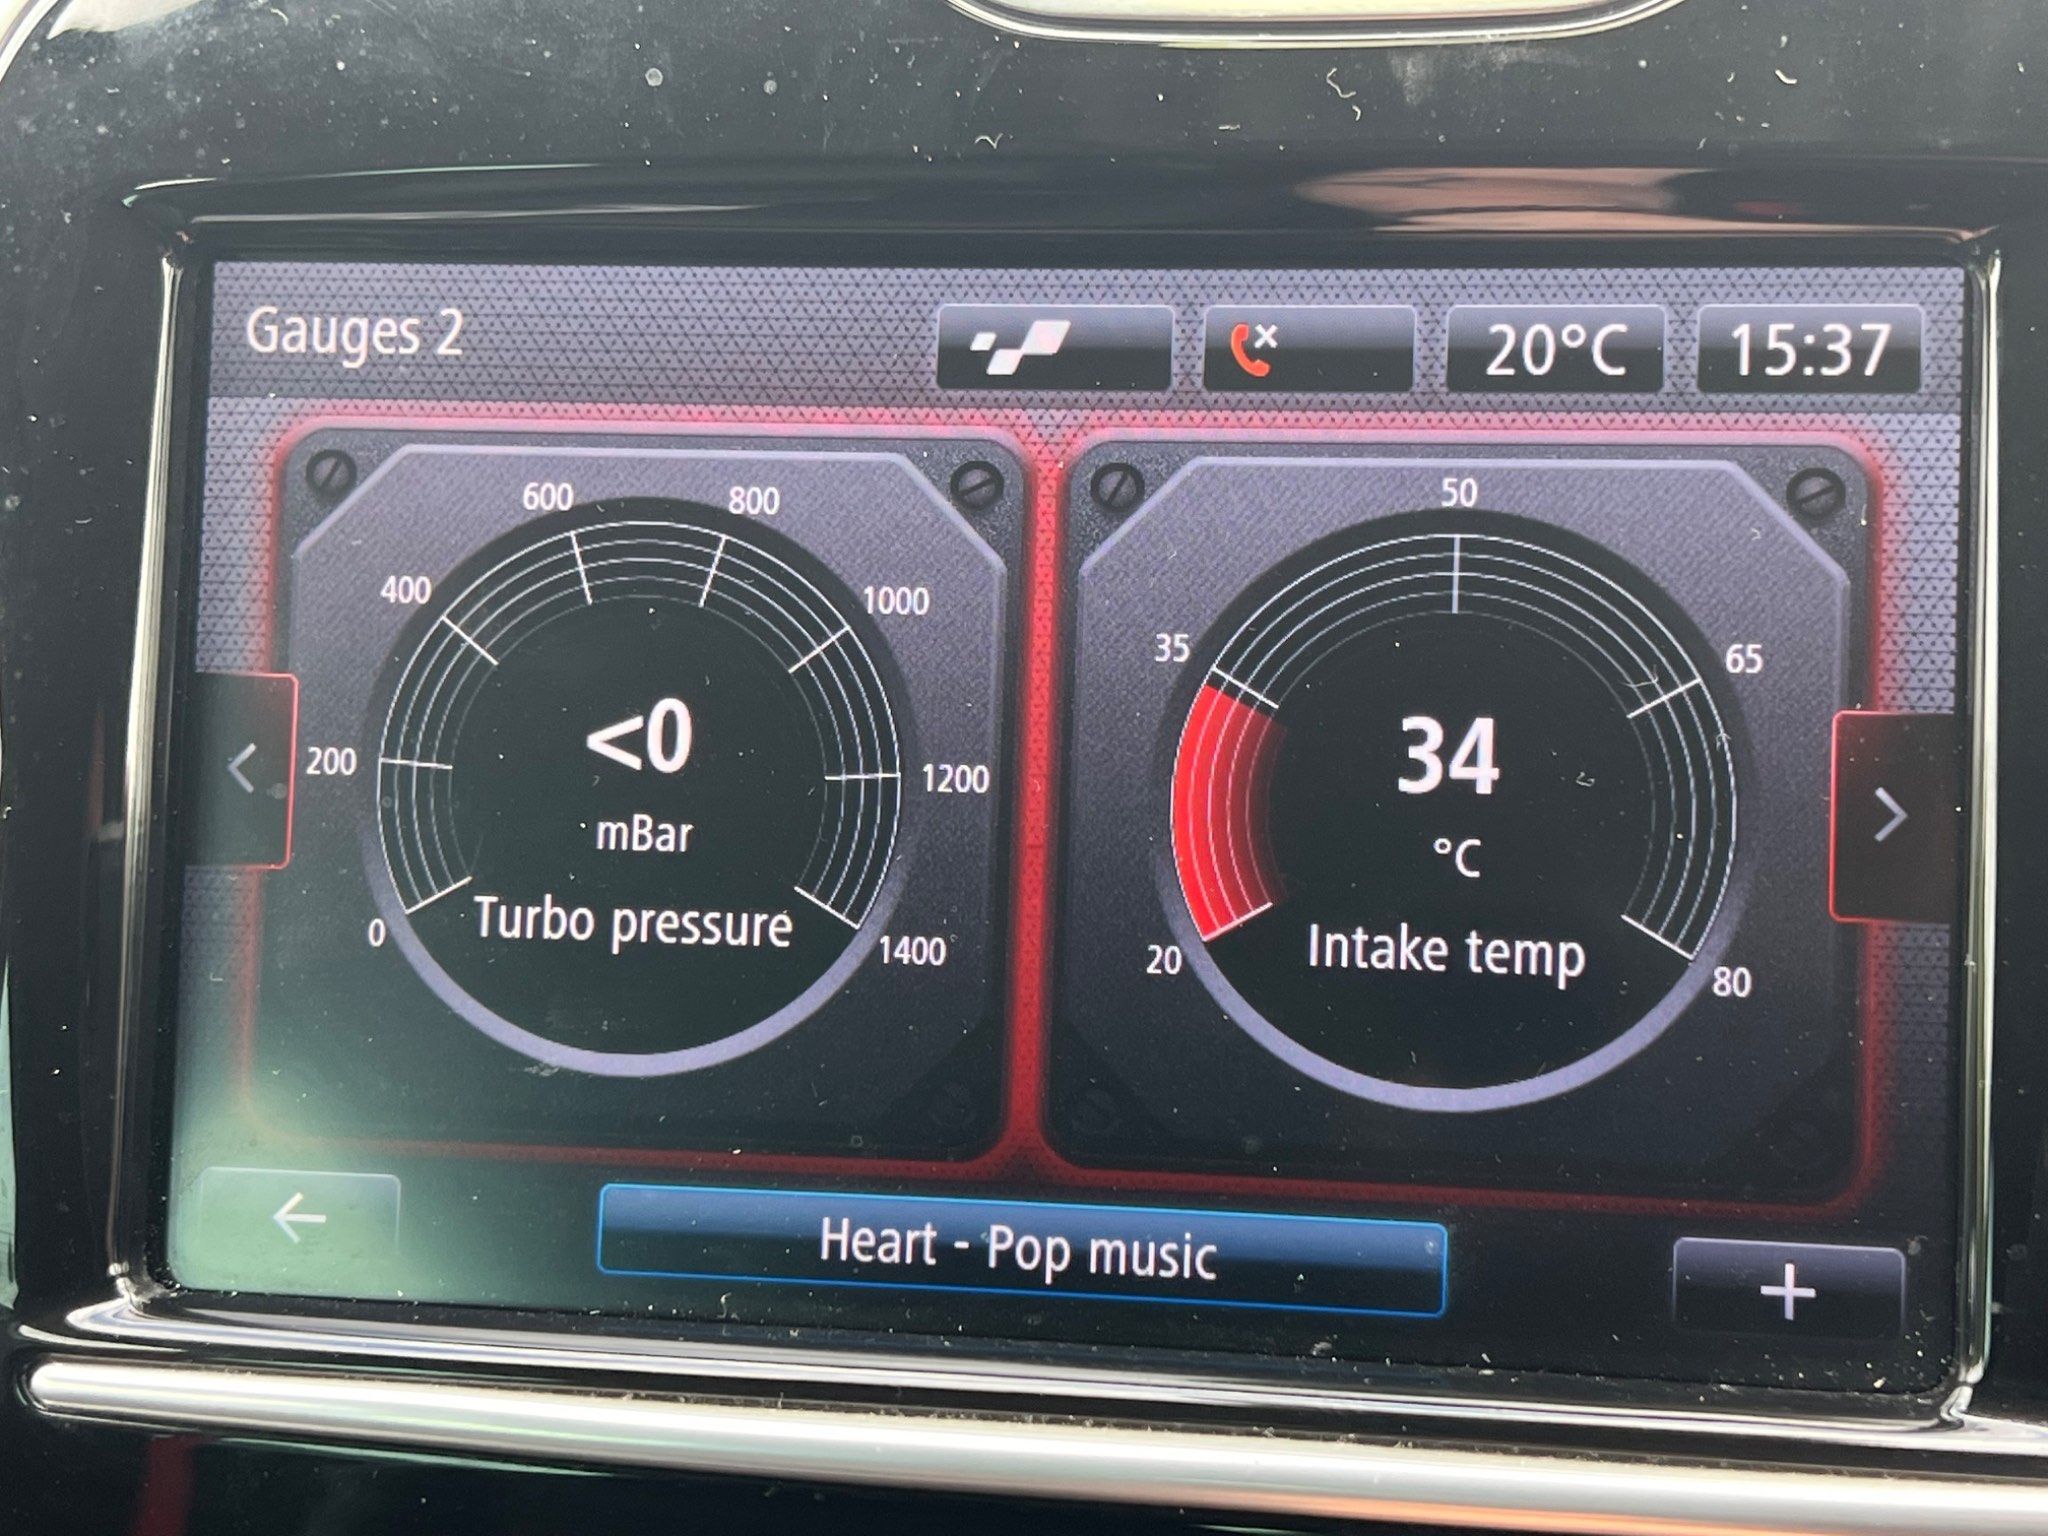 Gauges 2
20°C
15:37
600
800
400
1000
200
1200
0
1400
<0
mBar
Turbo pressure
50
35
65
20
80
34
°C
Intake temp
Heart - Pop music